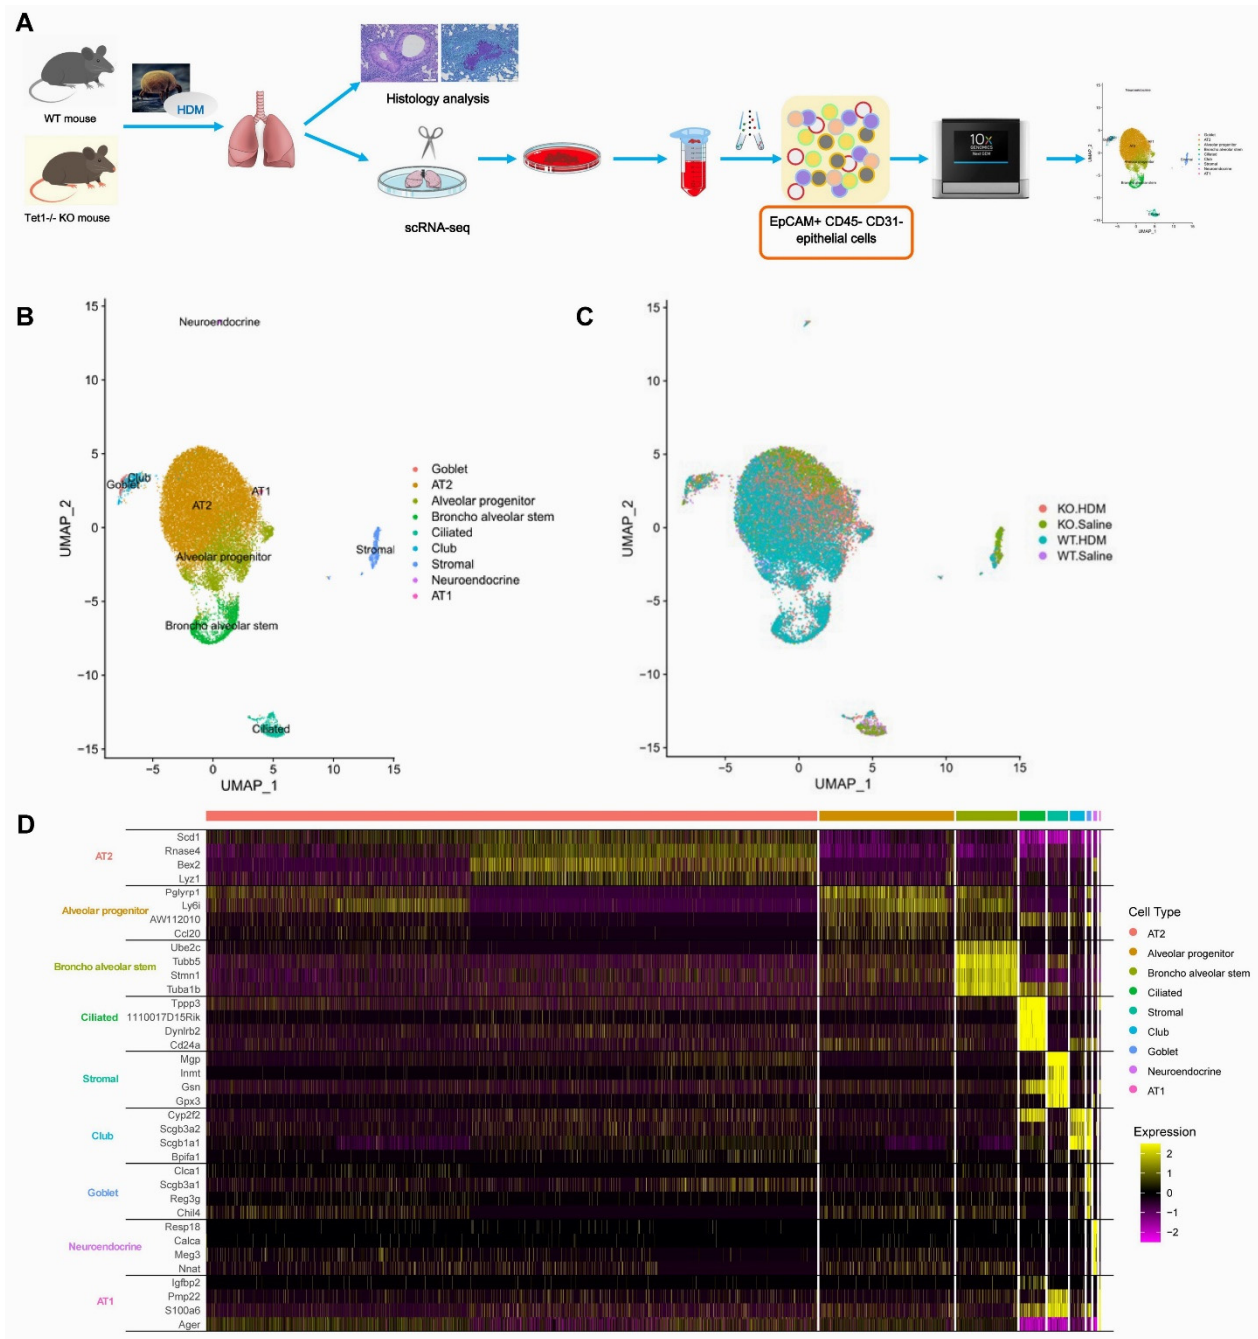 A
WT mouse
HDM
Tet1-/- KO mouse
Histology analysis
scRNA-seq
EpCAM+ CD45- CD31-
epithelial cells
10x
GENOMICS
B
UMAP_2
15
10
5
0
−5
−10
−15
−5
0
5
10
15
UMAP_1
Neuroendocrine
Club
Goblet
AT2
AT1
Alveolar progenitor
Stromal
Broncho alveolar stem
Ciliated
Goblet
AT2
Alveolar progenitor
Broncho alveolar stem
Ciliated
Club
Stromal
Neuroendocrine
AT1
C
UMAP_2
15
10
5
0
−5
−10
−15
−5
0
5
10
15
UMAP_1
KO.HDM
KO.Saline
WT.HDM
WT.Saline
D
AT2
Scd1
Rnase4
Bex2
Lyz1
Alveolar progenitor
Pglyrp1
Ly6i
AW112010
Ccl20
Broncho alveolar stem
Ube2c
Tubb5
Stmn1
Tuba1b
Ciliated
Tppp3
1110017D15Rik
Dynlrb2
Cd24a
Stromal
Mgp
Inmt
Gsn
Gpx3
Club
Cyp2f2
Scgb3a2
Scgb1a1
Bpifa1
Goblet
Clca1
Scgb3a1
Reg3g
Chil4
Neuroendocrine
Resp18
Calca
Meg3
Nnat
AT1
Igfbp2
Pmp22
S100a6
Ager
Cell Type
AT2
Alveolar progenitor
Broncho alveolar stem
Ciliated
Stromal
Club
Goblet
Neuroendocrine
AT1
Expression
2
1
0
−1
−2